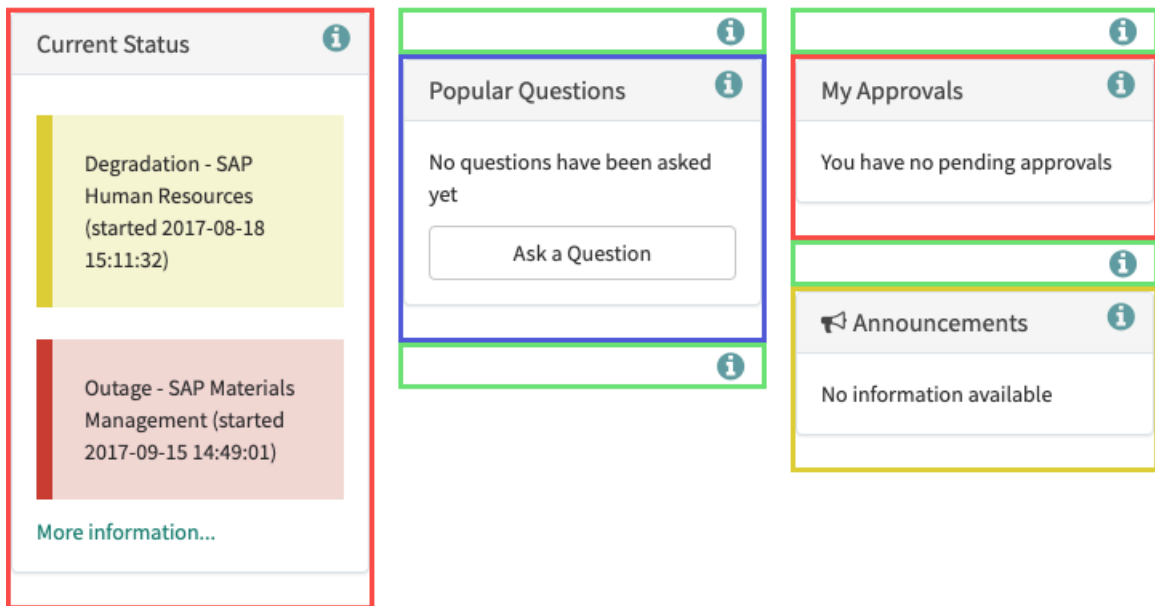 Current Status
Degradation - SAP
Human Resources
(started 2017-08-18
15:11:32)
Outage - SAP Materials
Management (started
2017-09-15 14:49:01)
More information...
Popular Questions
No questions have been asked
yet
Ask a Question
My Approvals
You have no pending approvals
Announcements
No information available